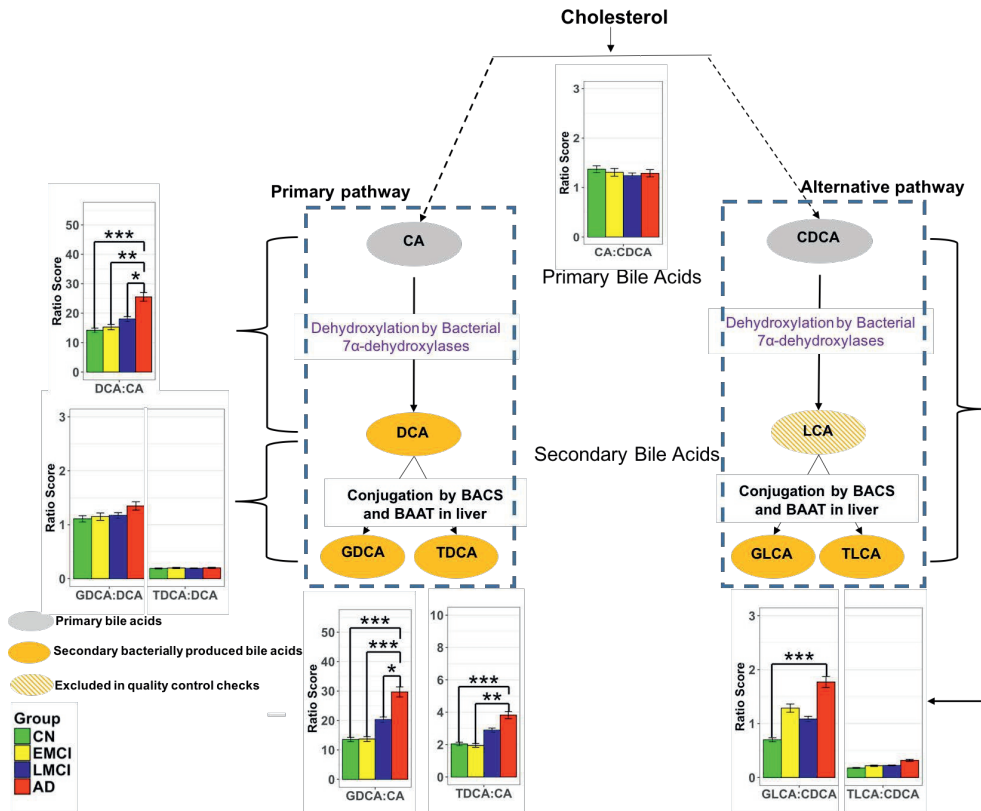 Cholesterol
3
2
1
0
Ratio Score
CA:CDCA
Primary pathway
Alternative pathway
CA
CDCA
Primary Bile Acids
50
40
30
20
10
0
Ratio Score
***
**
*
DCA:CA
Dehydroxylation by Bacterial
7α-dehydroxylases
Dehydroxylation by Bacterial
7α-dehydroxylases
3
2
1
0
Ratio Score
GDCA:DCA
TDCA:DCA
DCA
LCA
Secondary Bile Acids
Conjugation by BACS
and BAAT in liver
Conjugation by BACS
and BAAT in liver
GDCA
TDCA
GLCA
TLCA
Primary bile acids
Secondary bacterially produced bile acids
Excluded in quality control checks
Group
CN
EMCI
LMCI
AD
50
40
30
20
10
0
Ratio Score
***
***
*
GDCA:CA
10
8
6
4
2
0
Ratio Score
***
**
TDCA:CA
3
2
1
0
Ratio Score
***
GLCA:CDCA
TLCA:CDCA